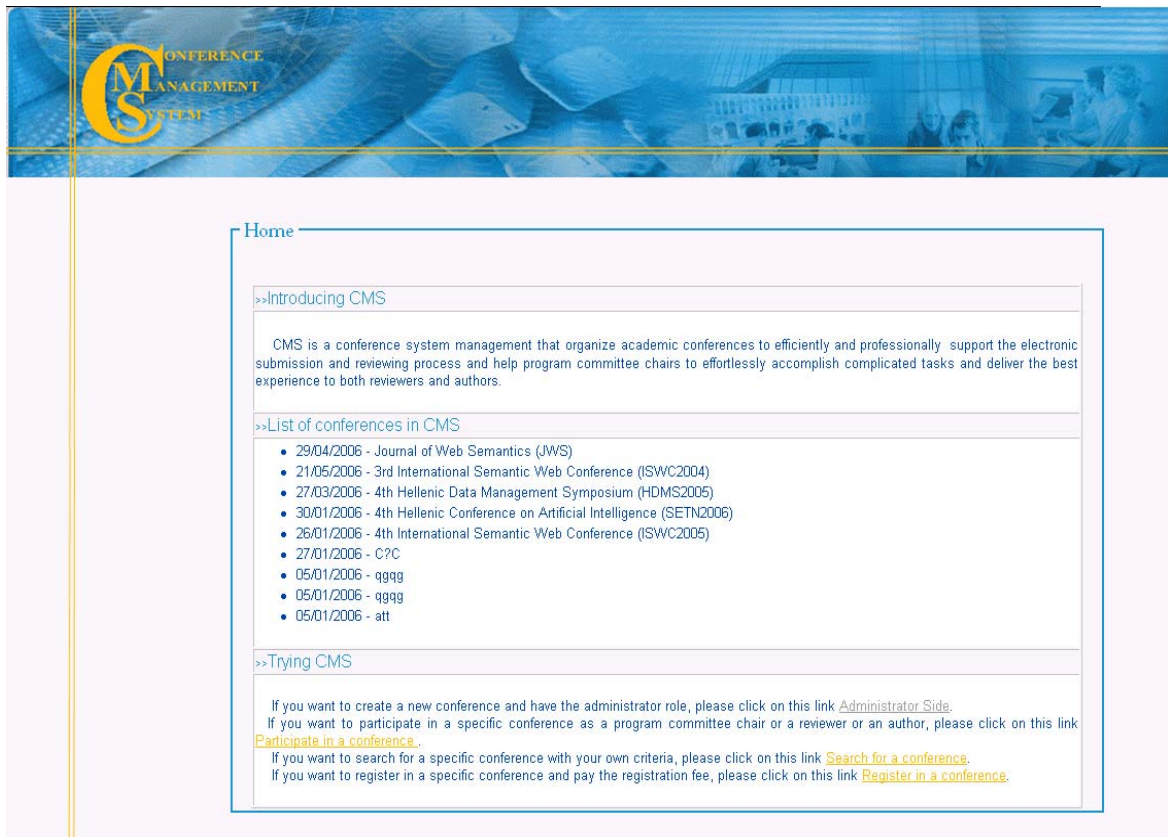 CONFERENCE
MANAGEMENT
SYSTEM
Home
>>Introducing CMS
CMS is a conference system management that organize academic conferences to efficiently and professionally support the electronic
submission and reviewing process and help program committee chairs to effortlessly accomplish complicated tasks and deliver the best
experience to both reviewers and authors.
>>List of conferences in CMS
• 29/04/2006 - Journal of Web Semantics (JWS)
• 21/05/2006 - 3rd International Semantic Web Conference (ISWC2004)
• 27/03/2006 - 4th Hellenic Data Management Symposium (HDMS2005)
• 30/01/2006 - 4th Hellenic Conference on Artificial Intelligence (SETN2006)
• 26/01/2006 - 4th International Semantic Web Conference (ISWC2005)
• 27/01/2006 - C?C
• 05/01/2006 - qgqg
• 05/01/2006 - qgqg
• 05/01/2006 - att
>>Trying CMS
If you want to create a new conference and have the administrator role, please click on this link Administrator Side.
If you want to participate in a specific conference as a program committee chair or a reviewer or an author, please click on this link
Participate in a conference .
If you want to search for a specific conference with your own criteria, please click on this link Search for a conference.
If you want to register in a specific conference and pay the registration fee, please click on this link Register in a conference.